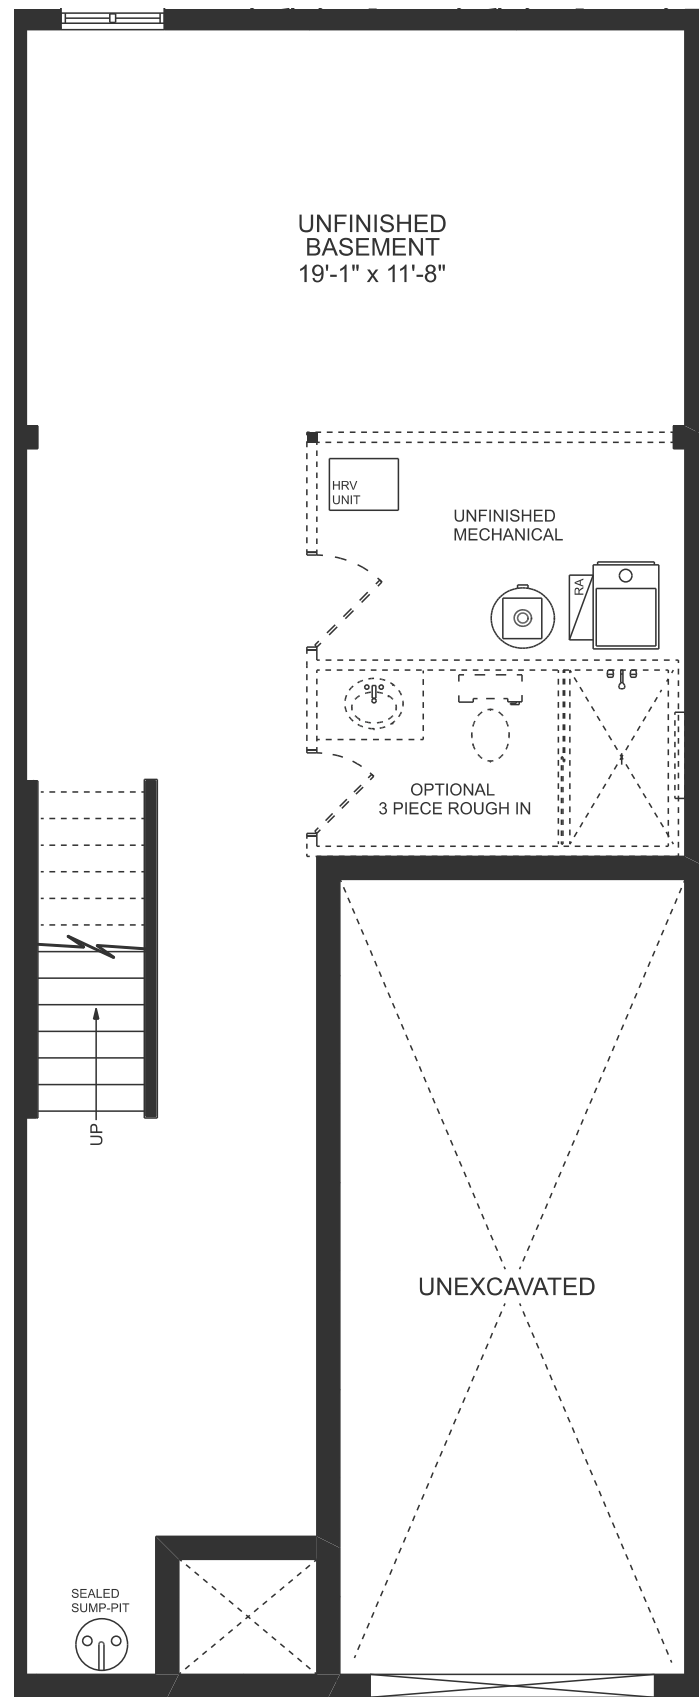 UNFINISHED
BASEMENT
19'-1" x 11'-8"
HRV
UNIT
UNFINISHED
MECHANICAL
RA
OPTIONAL
3 PIECE ROUGH IN
UP
UNEXCAVATED
SEALED
SUMP-PIT